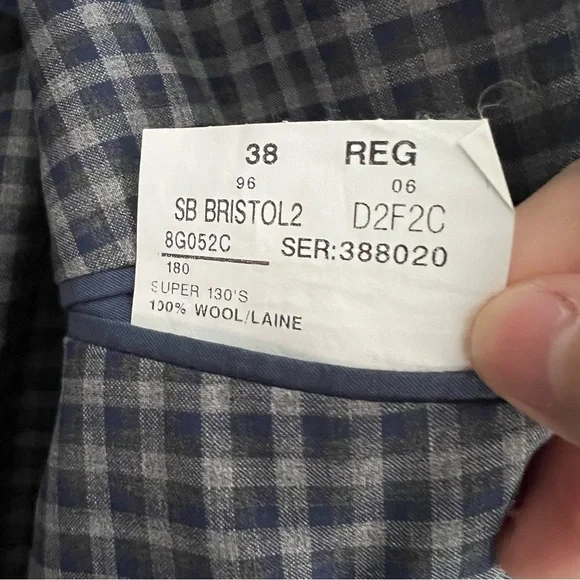 38 REG
96 06
SB BRISTOL2 D2F2C
8G052C SER:388020
180
SUPER 130'S
100% WOOL/LAINE